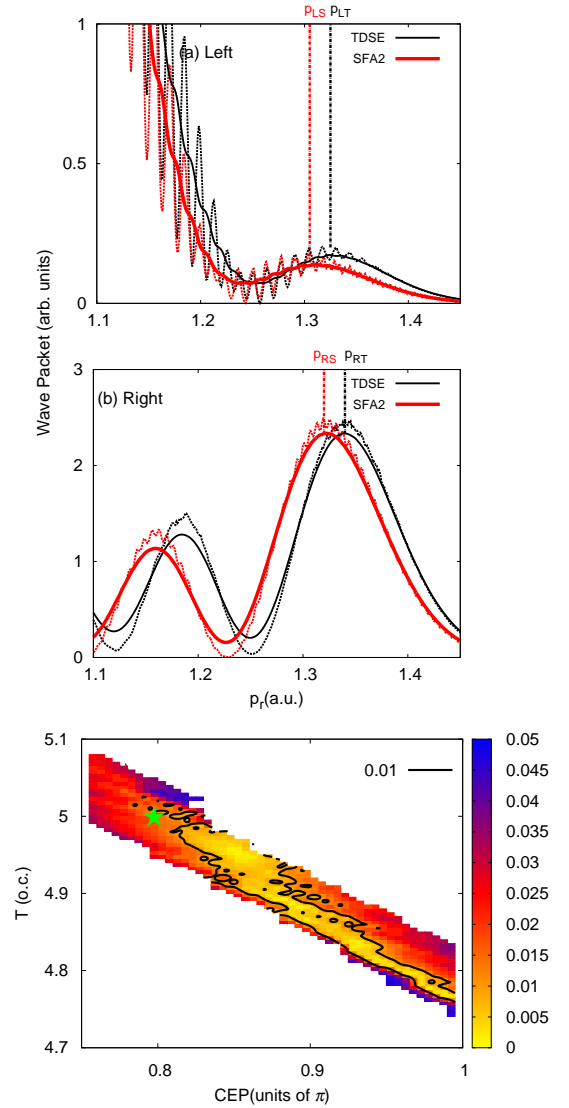 p_LS p_LT
(a) Left
TDSE
SFA2
1
0.5
0
1.1 1.2 1.3 1.4
Wave Packet (arb. units)
p_RS p_RT
(b) Right
TDSE
SFA2
3
2
1
0
1.1 1.2 1.3 1.4
p_r(a.u.)
5.1
5
4.9
4.8
4.7
T (o.c.)
0.01
0.8 0.9 1
CEP(units of π)
0.05
0.045
0.04
0.035
0.03
0.025
0.02
0.015
0.01
0.005
0